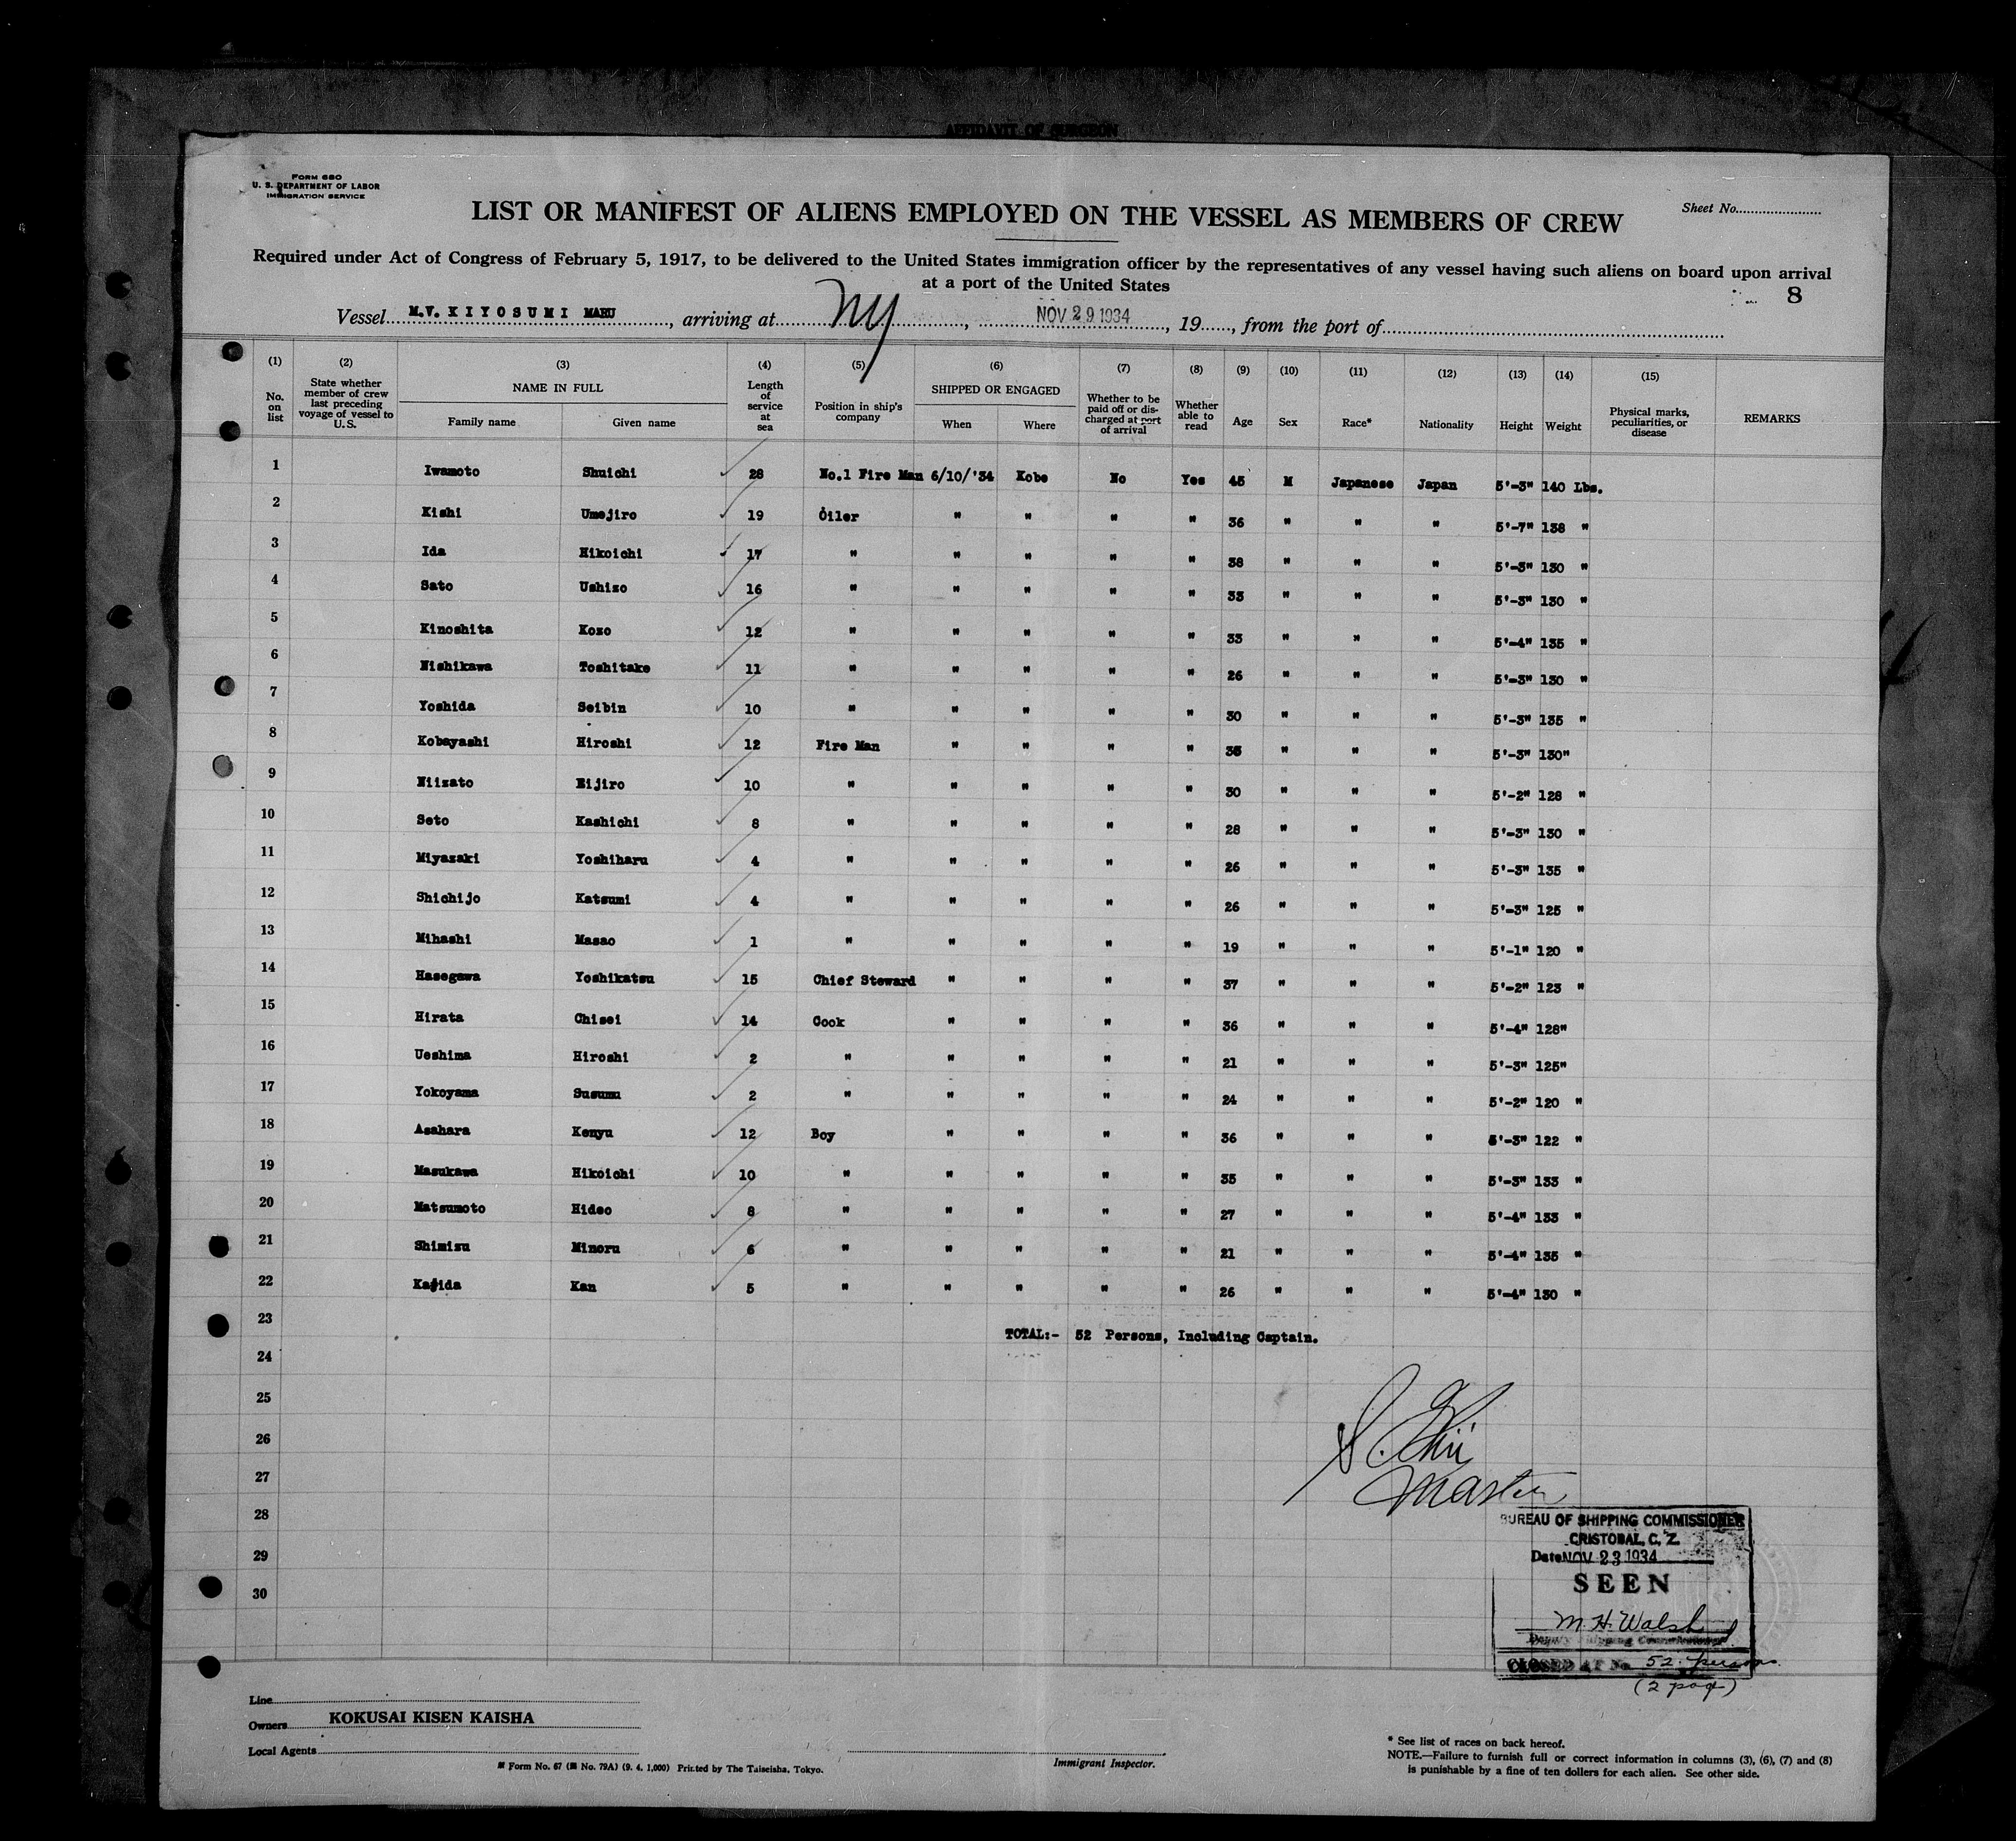 AFFIDAVIT OF SURGEON
FORM 680
U. S. DEPARTMENT OF LABOR
IMMIGRATION SERVICE
LIST OR MANIFEST OF ALIENS EMPLOYED ON THE VESSEL AS MEMBERS OF CREW
Sheet No.
Required under Act of Congress of February 5, 1917, to be delivered to the United States immigration officer by the representatives of any vessel having such aliens on board upon arrival
at a port of the United States
8
Vessel M.V. KIYOSUMI MARU, arriving at NY, NOV 29 1934, 19, from the port of
(1) (2) (3) (4) (5) (6) (7) (8) (9) (10) (11) (12) (13) (14) (15)
No. on list State whether member of crew last preceding voyage of vessel to U.S. NAME IN FULL Family name Given name Length of service at sea Position in ship's company SHIPPED OR ENGAGED When Where Whether to be paid off or discharged at port of arrival Whether able to read Age Sex Race* Nationality Height Weight Physical marks, peculiarities, or disease REMARKS
1 Iwamoto Shuichi 28 No.1 Fire Man 6/10/'34 Kobe No Yes 45 M Japanese Japan 5'-3" 140 Lbs.
2 Kishi Umejiro 19 Oiler " " " " 36 " " " 5'-7" 138 "
3 Ida Hikoichi 17 " " " " " 38 " " " 5'-3" 130 "
4 Sato Ushizo 16 " " " " " 33 " " " 5'-3" 130 "
5 Kinoshita Kozo 12 " " " " " 33 " " " 5'-4" 135 "
6 Nishikawa Toshitake 11 " " " " " 26 " " " 5'-3" 130 "
7 Yoshida Seibin 10 " " " " " 30 " " " 5'-3" 135 "
8 Kobayashi Hiroshi 12 Fire Man " " " " 35 " " " 5'-3" 130"
9 Niizato Eijiro 10 " " " " " 30 " " " 5'-2" 128 "
10 Seto Kashichi 8 " " " " " 28 " " " 5'-3" 130 "
11 Miyazaki Yoshiharu 4 " " " " " 26 " " " 5'-3" 135 "
12 Shichijo Katsumi 4 " " " " " 26 " " " 5'-3" 125 "
13 Mihashi Masao 1 " " " " " 19 " " " 5'-1" 120 "
14 Hasegawa Yoshikatsu 15 Chief Steward " " " " 37 " " " 5'-2" 123 "
15 Hirata Chisei 14 Cook " " " " 36 " " " 5'-4" 128"
16 Ueshima Hiroshi 2 " " " " " 21 " " " 5'-3" 125"
17 Yokoyama Susumu 2 " " " " " 24 " " " 5'-2" 120 "
18 Asahara Kenyu 12 Boy " " " " 36 " " " 5'-3" 122 "
19 Masukawa Hikoichi 10 " " " " " 35 " " " 5'-3" 133 "
20 Matsumoto Hideo 8 " " " " " 27 " " " 5'-4" 133 "
21 Shimizu Minoru 6 " " " " " 21 " " " 5'-4" 135 "
22 Kajida Kan 5 " " " " " 26 " " " 5'-4" 130 "
23
TOTAL:- 52 Persons, Including Captain.
24
25
26
27
28
29
30
S.
Master
BUREAU OF SHIPPING COMMISSIONER
CRISTOBAL, C. Z.
Date NOV 23 1934
SEEN
M. H. Walsh
Deputy Shipping Commissioner
CLOSED AT No. 52 persons
(2 pag)
Line
Owners KOKUSAI KISEN KAISHA
Local Agents
Immigrant Inspector.
Form No. 67 (No. 79A) (9. 4. 1,000) Printed by The Taiseisha, Tokyo.
* See list of races on back hereof.
NOTE.—Failure to furnish full or correct information in columns (3), (6), (7) and (8)
is punishable by a fine of ten dollars for each alien. See other side.